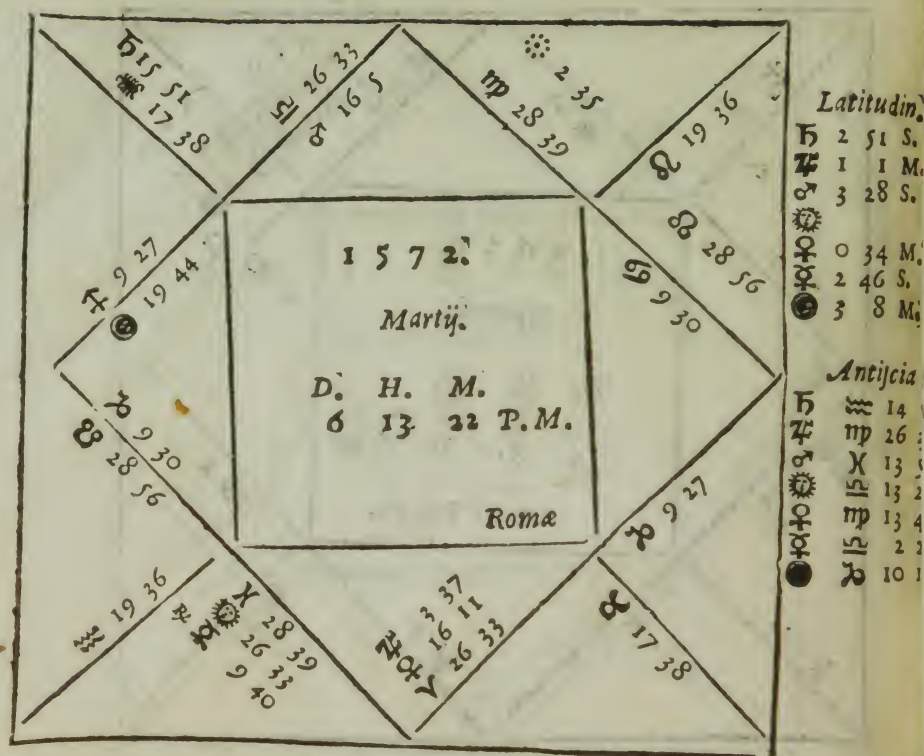 ♄ 15 51
♏ 17 38
♎ 26 33
♂ 16 5
2 35
♍ 28 39
♌ 19 36
☊ 28 56
♋ 9 30
♐ 9 27
19 44
1 5 7 2.
Martij.
D. H. M.
6 13 22 P.M.
Romæ
♑ 9 30
☋ 28 56
♒ 19 36
♓ 28 39
☉ 26 33
☿ ℞ 9 40
♃ 3 37
♀ 16 11
♈ 26 33
9 27
♉ 17 38
Latitudin.
♄ 2 51 S.
♃ 1 1 M.
♂ 3 28 S.
☉
♀ 0 34 M.
☿ 2 46 S.
3 8 M.
Antijcia
♄ ♒ 14
♃ ♍ 26
♂ ♓ 13
☉ ♎ 13
♀ ♍ 13
☿ ♎ 2
♑ 10